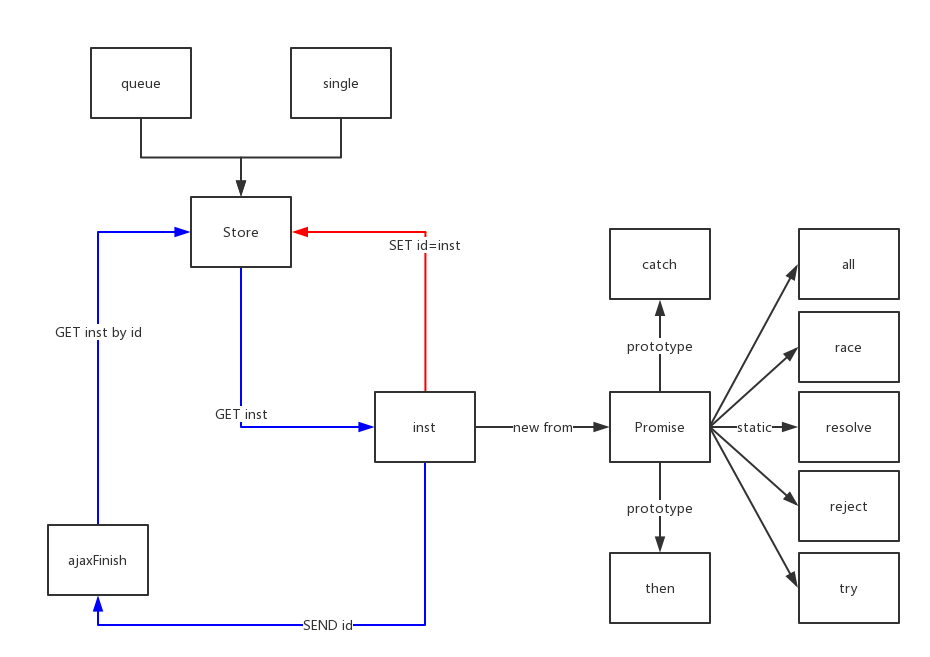 queue
single
Store
SET id=inst
catch
all
GET inst by id
prototype
race
GET inst
inst
new from
Promise
static
resolve
prototype
reject
ajaxFinish
then
try
SEND id